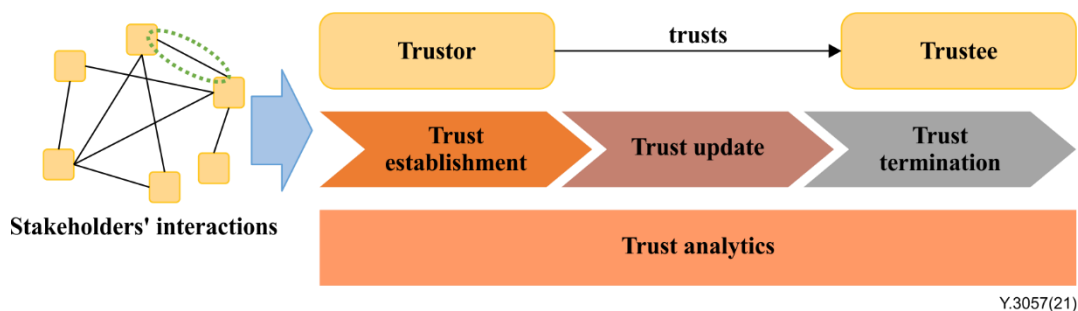 Trustor
trusts
Trustee
Trust
establishment
Trust update
Trust
termination
Stakeholders' interactions
Trust analytics
Y.3057(21)